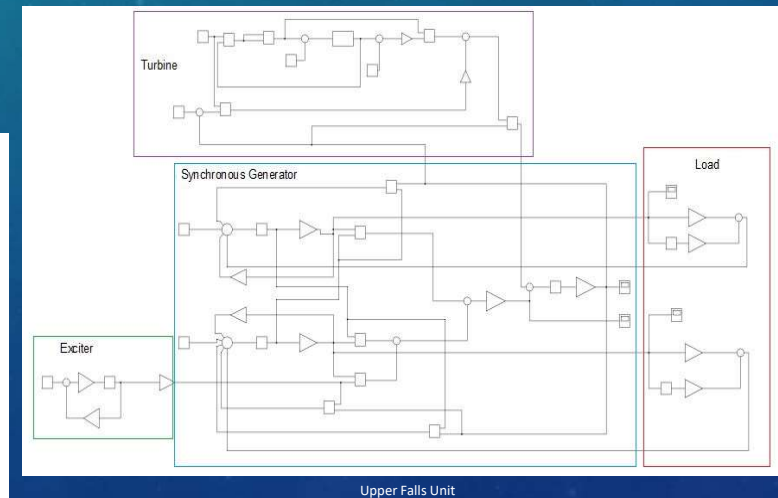 Turbine
Synchronous Generator
Load
Exciter
Upper Falls Unit